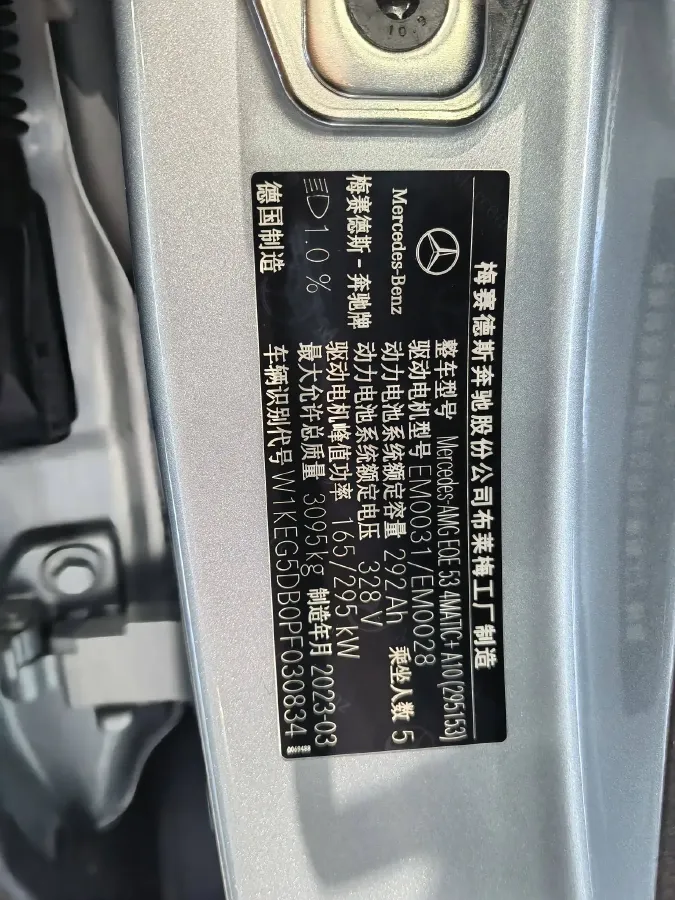 10.9
梅赛德斯奔驰股份公司布莱梅工厂制造
Mercedes-Benz
梅赛德斯-奔驰牌
1.0 %
德国制造
整车型号 Mercedes-AMG EQE 53 4MATIC+ A10(295153)
驱动电机型号 EM0031/EM0028
动力电池系统额定容量 292Ah 乘坐人数 5
动力电池系统额定电压 328 V
驱动电机峰值功率 165/295 kW
最大允许总质量 3095kg 制造年月 2023-03
车辆识别代号 W1KEG5DB0PF030834